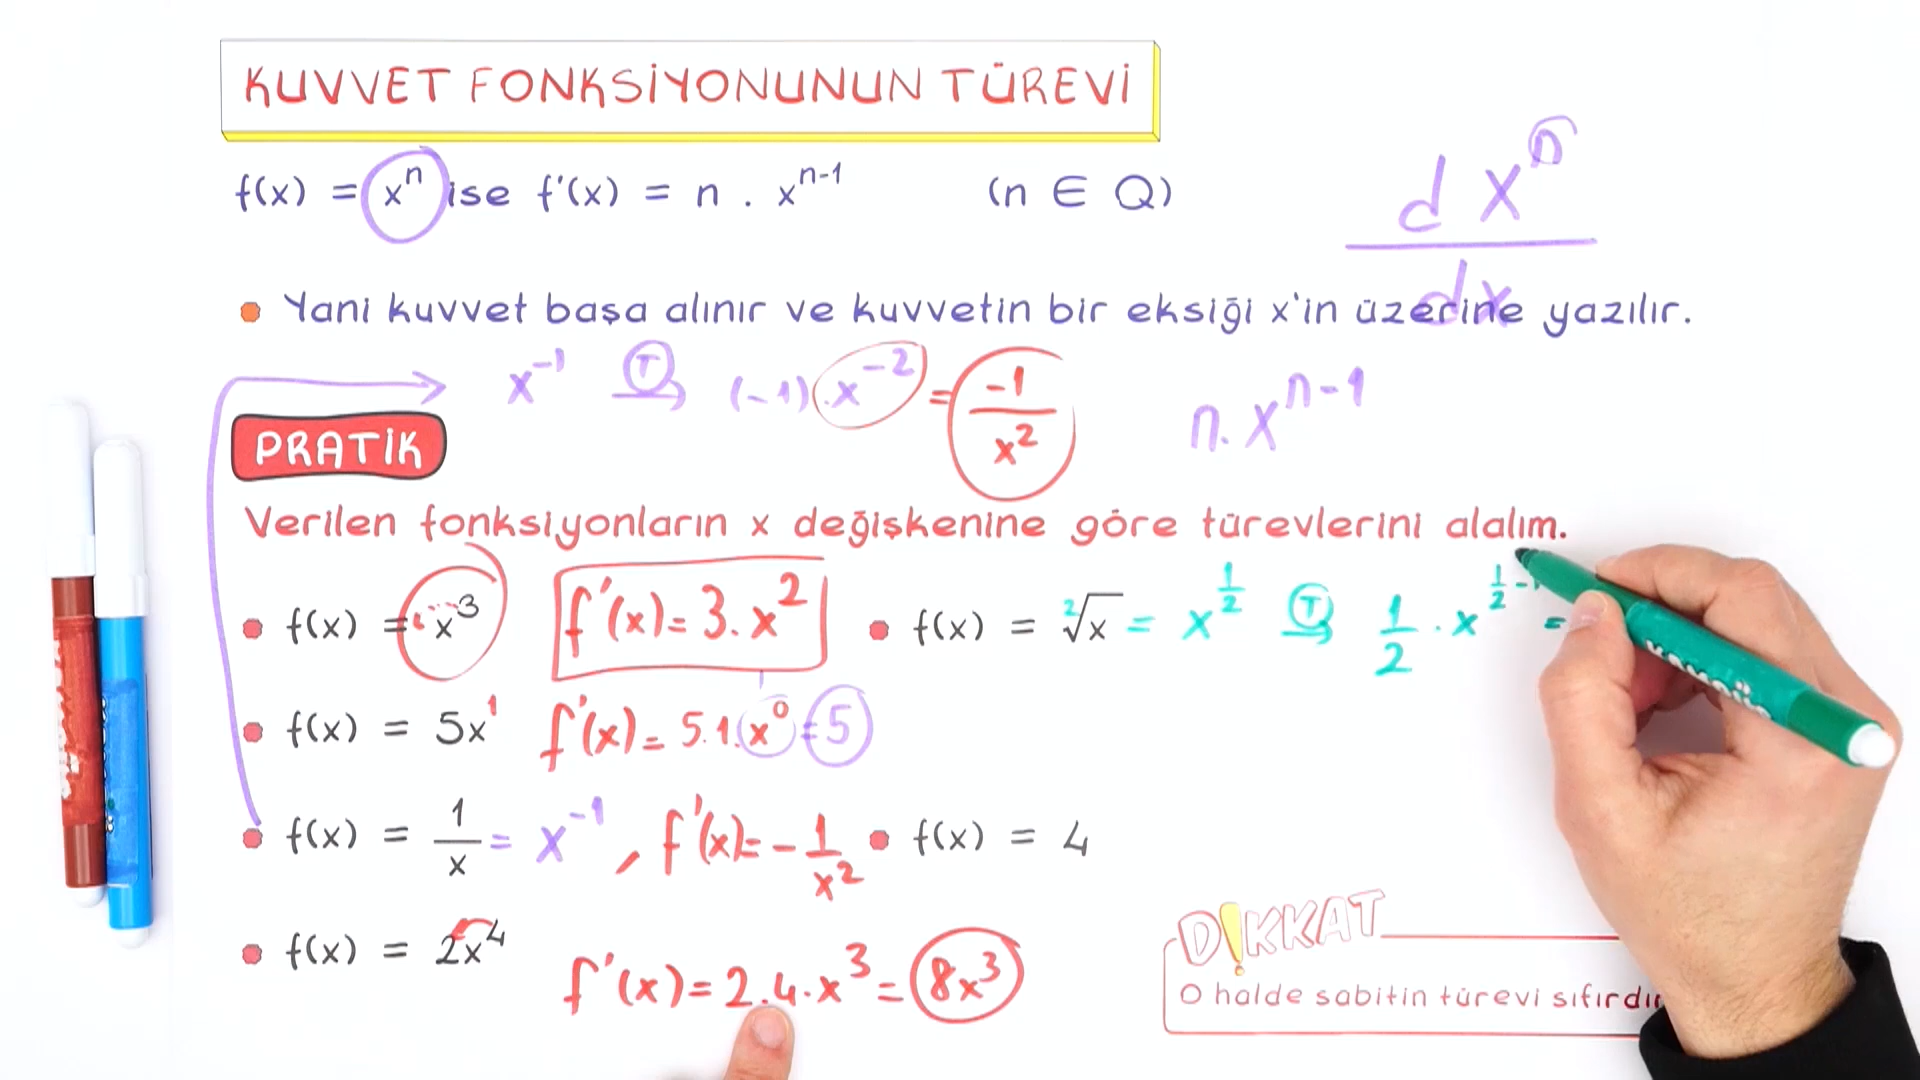 KUVVET FONKSİYONUNUN TÜREVİ
f(x) = xⁿ ise f'(x) = n . xⁿ⁻¹ (n ∈ Q)
d xⁿ
dx
• Yani kuvvet başa alınır ve kuvvetin bir eksiği x'in üzerine yazılır.
x⁻¹ T (-1).x⁻² = -1/x²
n.xⁿ⁻¹
PRATİK
Verilen fonksiyonların x değişkenine göre türevlerini alalım.
• f(x) = x³ f'(x) = 3.x²
• f(x) = ²√x = x^(1/2) T 1/2 . x^(1/2 - =
• f(x) = 5x¹ f'(x) = 5.1.x⁰ = 5
• f(x) = 1/x = x⁻¹, f'(x) = -1/x²
• f(x) = 4
• f(x) = 2x⁴ f'(x) = 2.4.x³ = 8x³
DİKKAT
O halde sabitin türevi sıfırdır